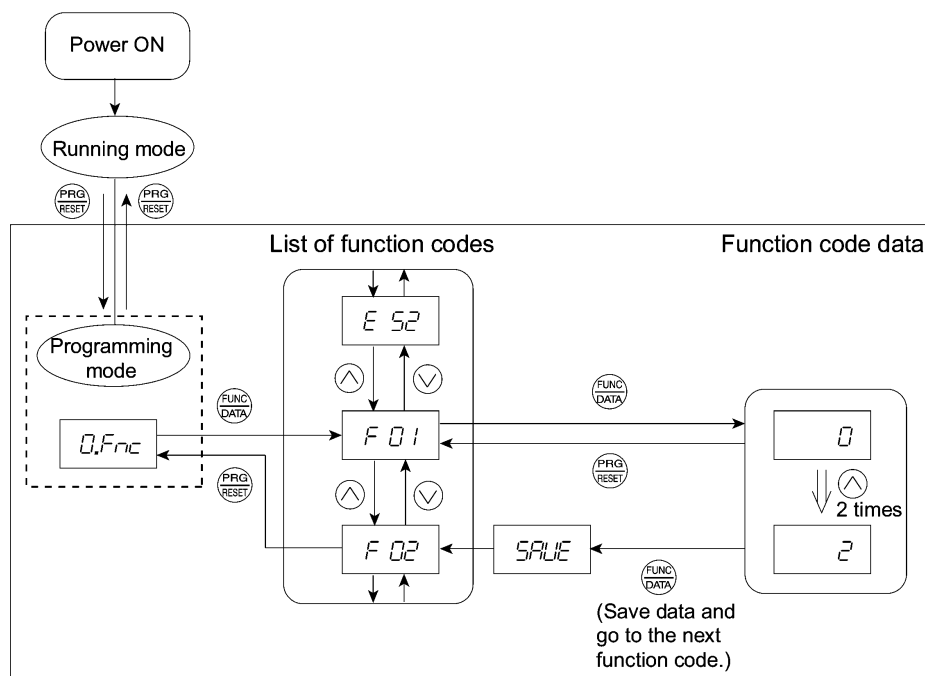 Power ON
Running mode
PRG
RESET
PRG
RESET
List of function codes
Function code data
E 52
Programming
mode
FUNC
DATA
FUNC
DATA
0.Fnc
F 01
0
PRG
RESET
PRG
RESET
2 times
F 02
SAUE
2
FUNC
DATA
(Save data and
go to the next
function code.)